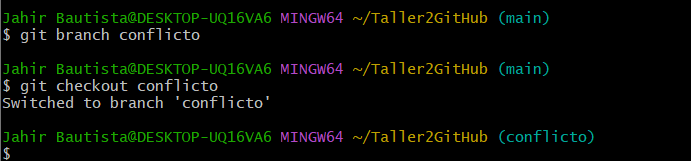 Jahir Bautista@DESKTOP-UQ16VA6 MINGW64 ~/Taller2GitHub (main)
$ git branch conflicto
Jahir Bautista@DESKTOP-UQ16VA6 MINGW64 ~/Taller2GitHub (main)
$ git checkout conflicto
Switched to branch 'conflicto'
Jahir Bautista@DESKTOP-UQ16VA6 MINGW64 ~/Taller2GitHub (conflicto)
$